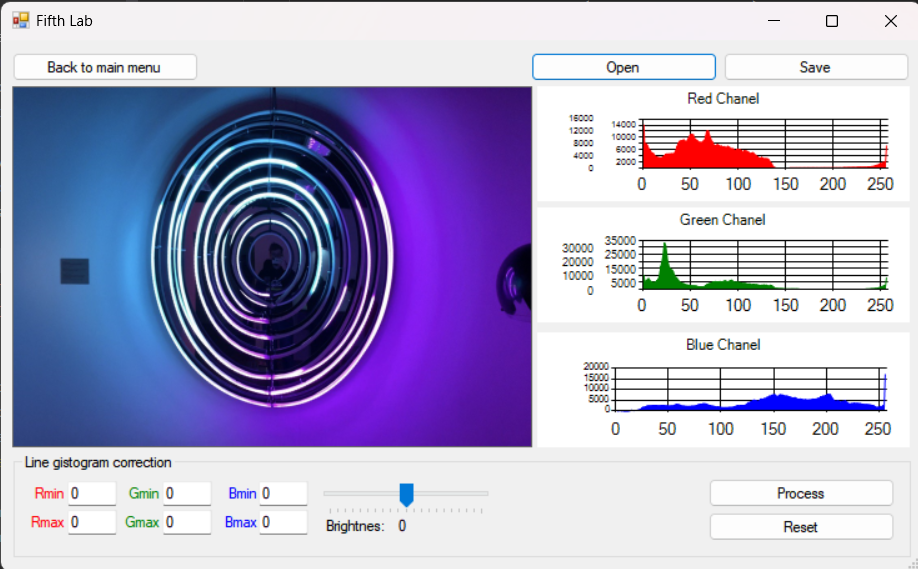 Fifth Lab
Back to main menu
Open
Save
Red Chanel
16000
12000
8000
4000
0
14000
10000
6000
2000
0 50 100 150 200 250
Green Chanel
30000
20000
10000
0
35000
25000
15000
5000
0 50 100 150 200 250
Blue Chanel
20000
15000
10000
5000
0
0 50 100 150 200 250
Line gistogram correction
Rmin 0 Gmin 0 Bmin 0
Rmax 0 Gmax 0 Bmax 0
Brightnes: 0
Process
Reset